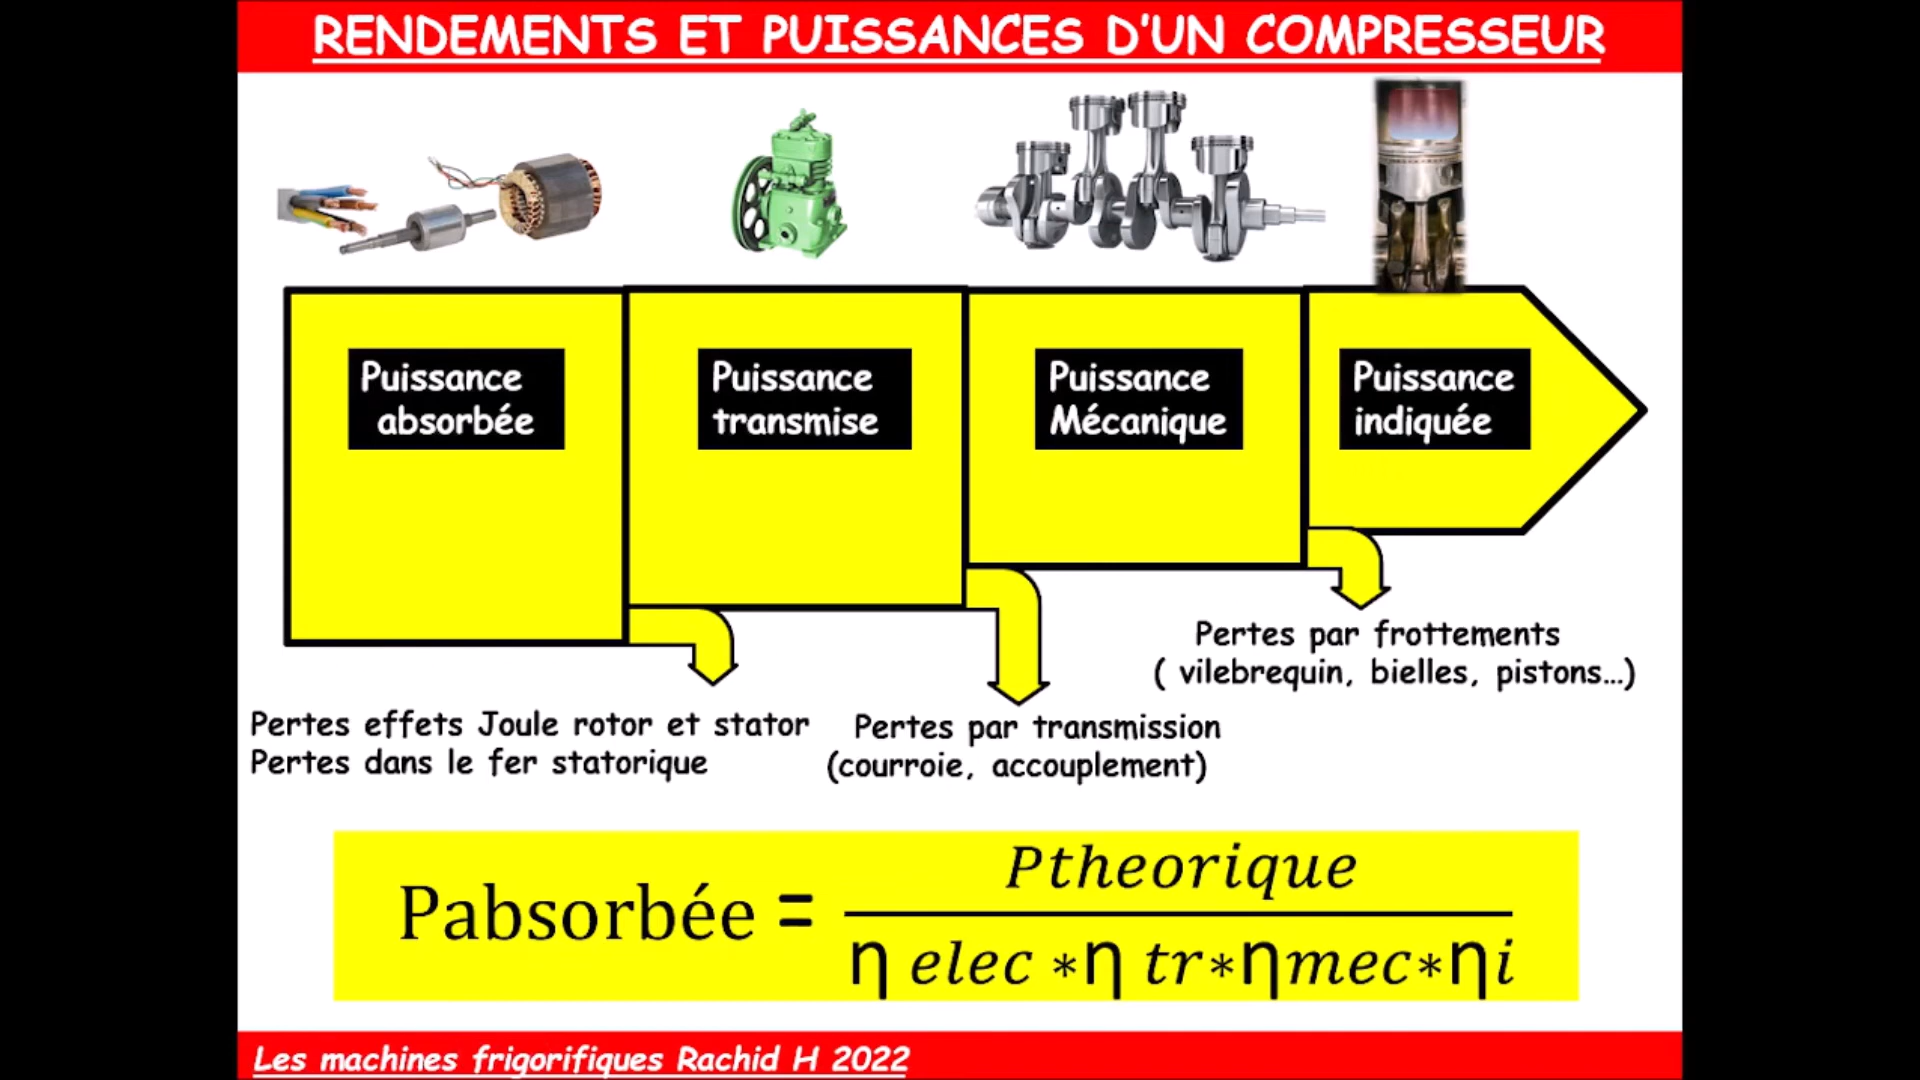 RENDEMENTS ET PUISSANCES D'UN COMPRESSEUR
Puissance
absorbée
Puissance
transmise
Puissance
Mécanique
Puissance
indiquée
Pertes par frottements
( vilebrequin, bielles, pistons...)
Pertes effets Joule rotor et stator
Pertes dans le fer statorique
Pertes par transmission
(courroie, accouplement)
Pabsorbée = Ptheorique
η elec *η tr*ηmec*ηi
Les machines frigorifiques Rachid H 2022